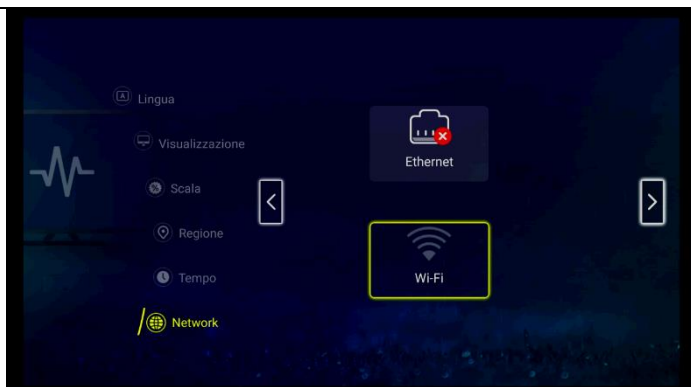 Lingua
Visualizzazione
Scala
Regione
Tempo
Network
Ethernet
Wi-Fi